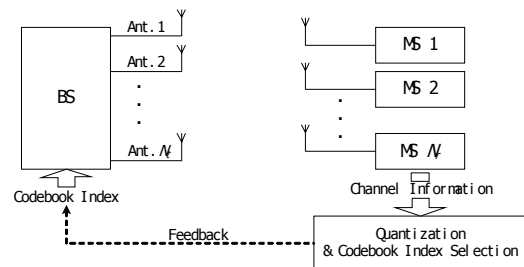 Ant. 1
MS 1
Ant. 2
MS 2
BS
Ant.
MS
Codebook Index
Channel Information
Feedback
Quantization
& Codebook Index Selection